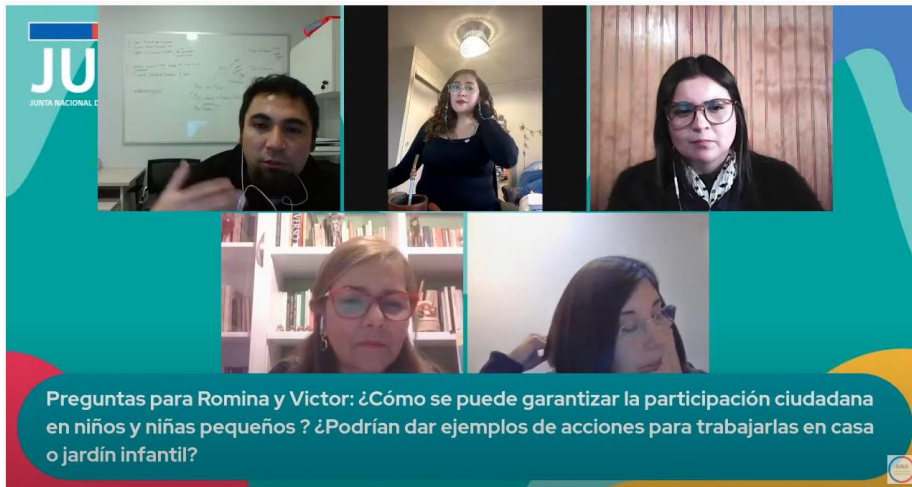 JU
JUNTA NACIONAL D
Preguntas para Romina y Victor: ¿Cómo se puede garantizar la participación ciudadana
en niños y niñas pequeños ? ¿Podrían dar ejemplos de acciones para trabajarlas en casa
o jardín infantil?